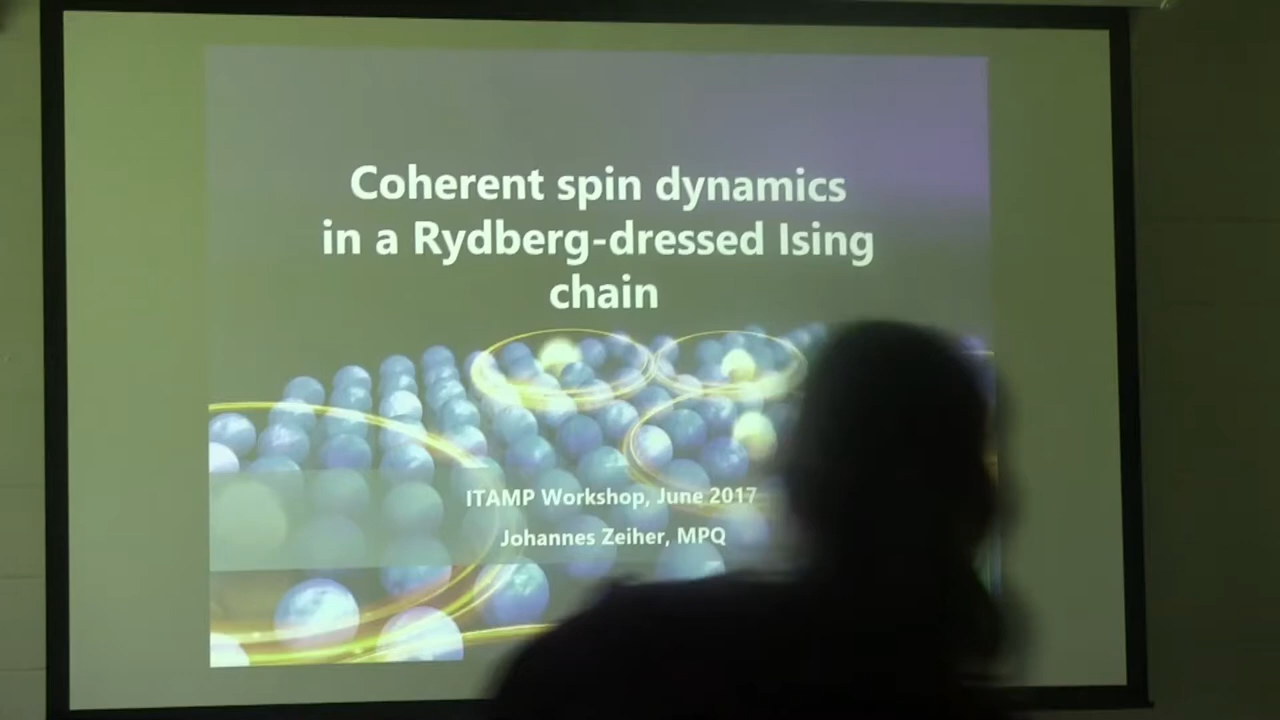 Coherent spin dynamics
in a Rydberg-dressed Ising
chain
ITAMP Workshop, June 2017
Johannes Zeiher, MPQ